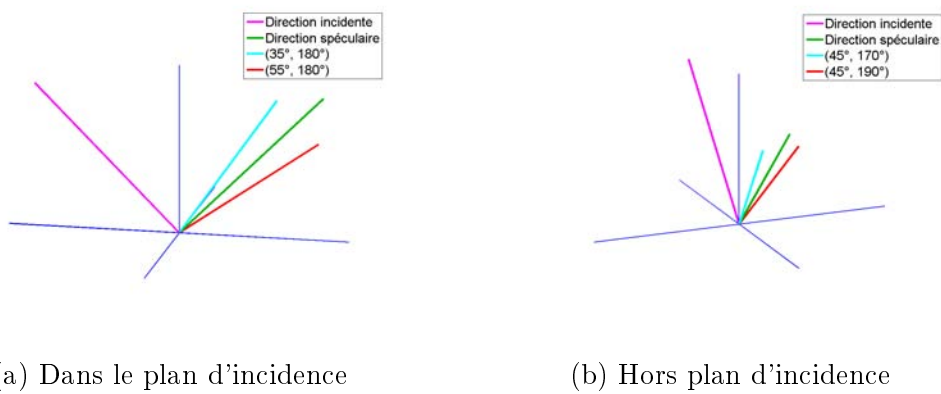 Direction incidente
Direction spéculaire
(35°, 180°)
(55°, 180°)
Direction incidente
Direction spéculaire
(45°, 170°)
(45°, 190°)
a) Dans le plan d'incidence
(b) Hors plan d'incidence